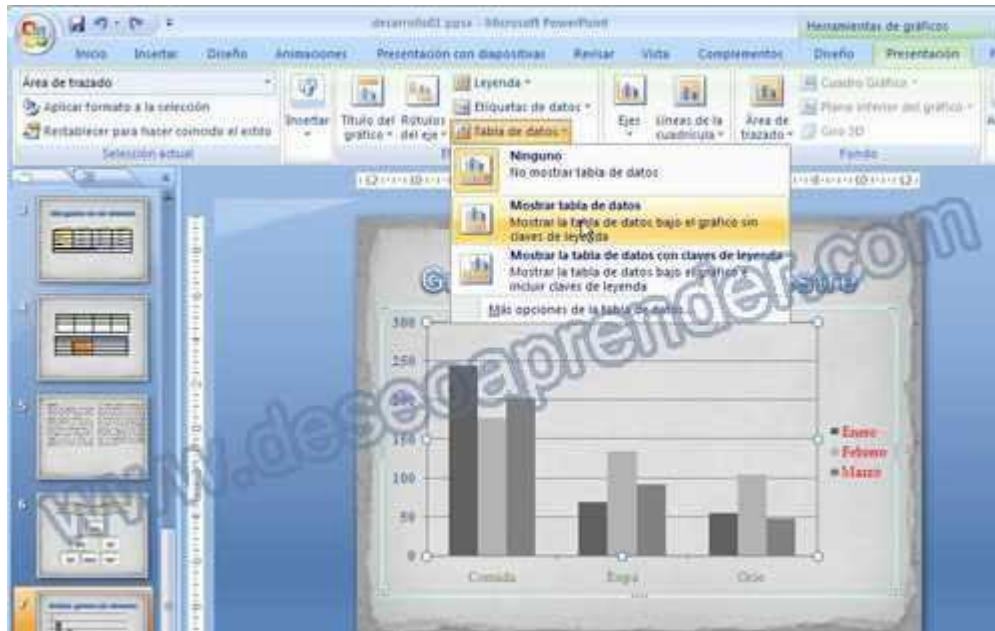 desarrollo01.ppsx - Microsoft PowerPoint
Herramientas de gráficos
Inicio Insertar Diseño Animaciones Presentación con diapositivas Revisar Vista Complementos Diseño Presentación
Área de trazado
Aplicar formato a la selección
Restablecer para hacer coincidir el estilo
Selección actual
Insertar
Título del gráfico
Rótulos del eje
Leyenda
Etiquetas de datos
Tabla de datos
Ejes
Líneas de la cuadrícula
Área de trazado
Cuadro Gráfico
Plano inferior del gráfico
Giro 3D
Fondo
Ninguno
No mostrar tabla de datos
Mostrar tabla de datos
Mostrar la tabla de datos bajo el gráfico sin
claves de leyenda
Mostrar la tabla de datos con claves de leyenda
Mostrar la tabla de datos bajo el gráfico e
incluir claves de leyenda
Más opciones de la tabla de datos...
300
250
150
100
50
0
Comida Ropa Ocio
Enero
Febrero
Marzo
5
6
7
www.deseoaprender.com